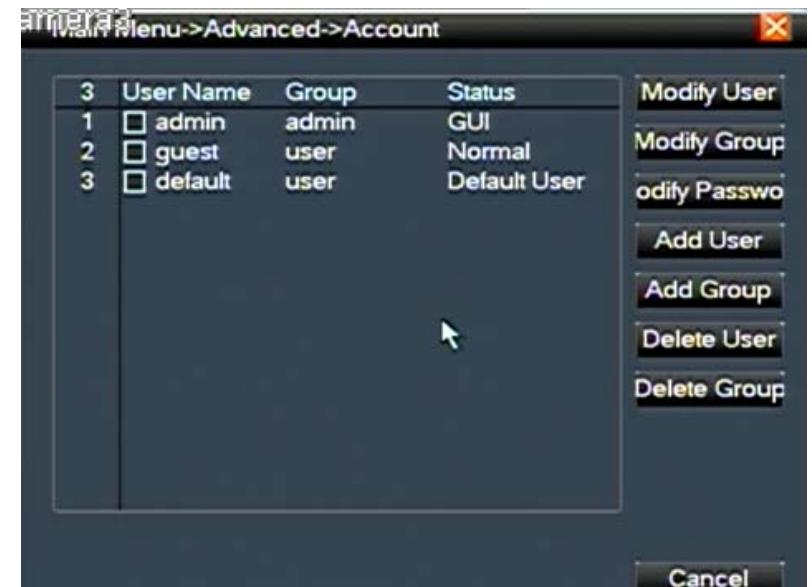 amera3
Main Menu->Advanced->Account
3 User Name Group Status
1 admin admin GUI
2 guest user Normal
3 default user Default User
Modify User
Modify Group
odify Passwo
Add User
Add Group
Delete User
Delete Group
Cancel